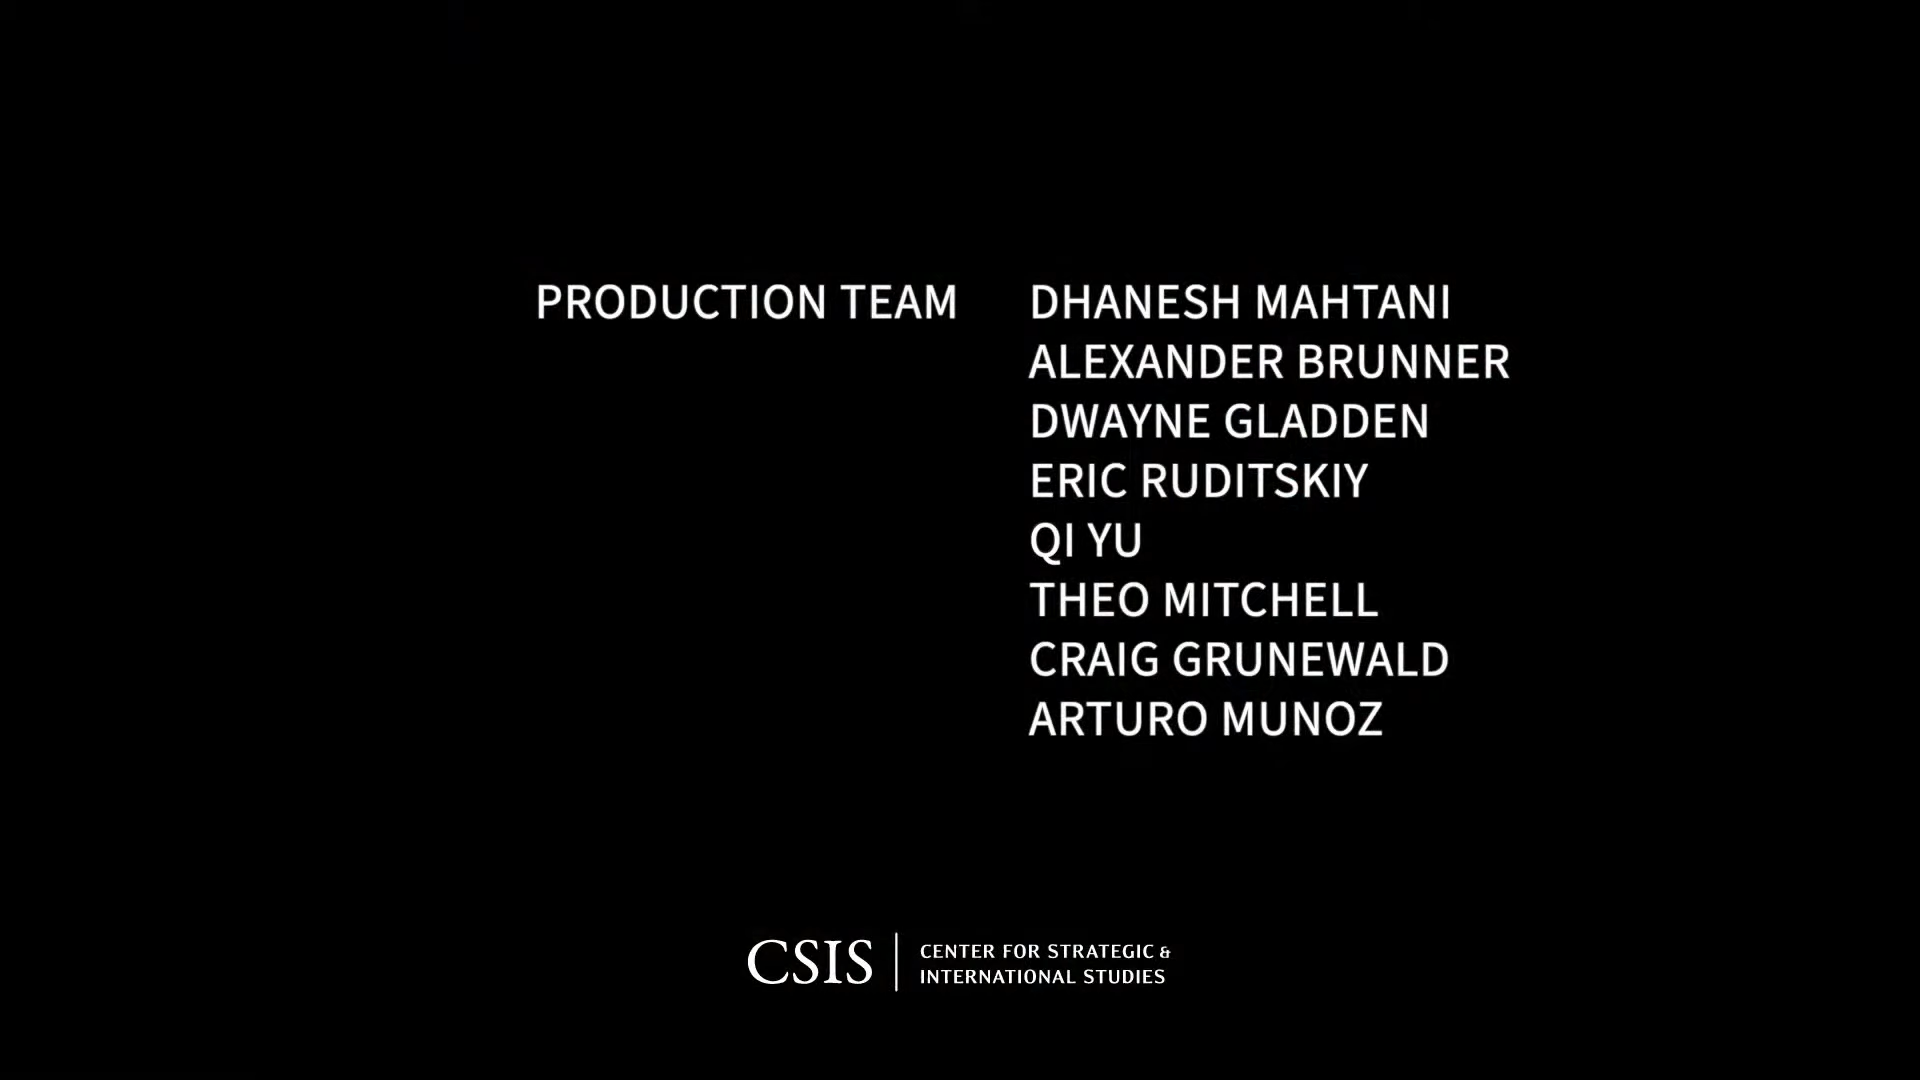 PRODUCTION TEAM DHANESH MAHTANI
ALEXANDER BRUNNER
DWAYNE GLADDEN
ERIC RUDITSKIY
QI YU
THEO MITCHELL
CRAIG GRUNEWALD
ARTURO MUNOZ
CSIS
CENTER FOR STRATEGIC &
INTERNATIONAL STUDIES